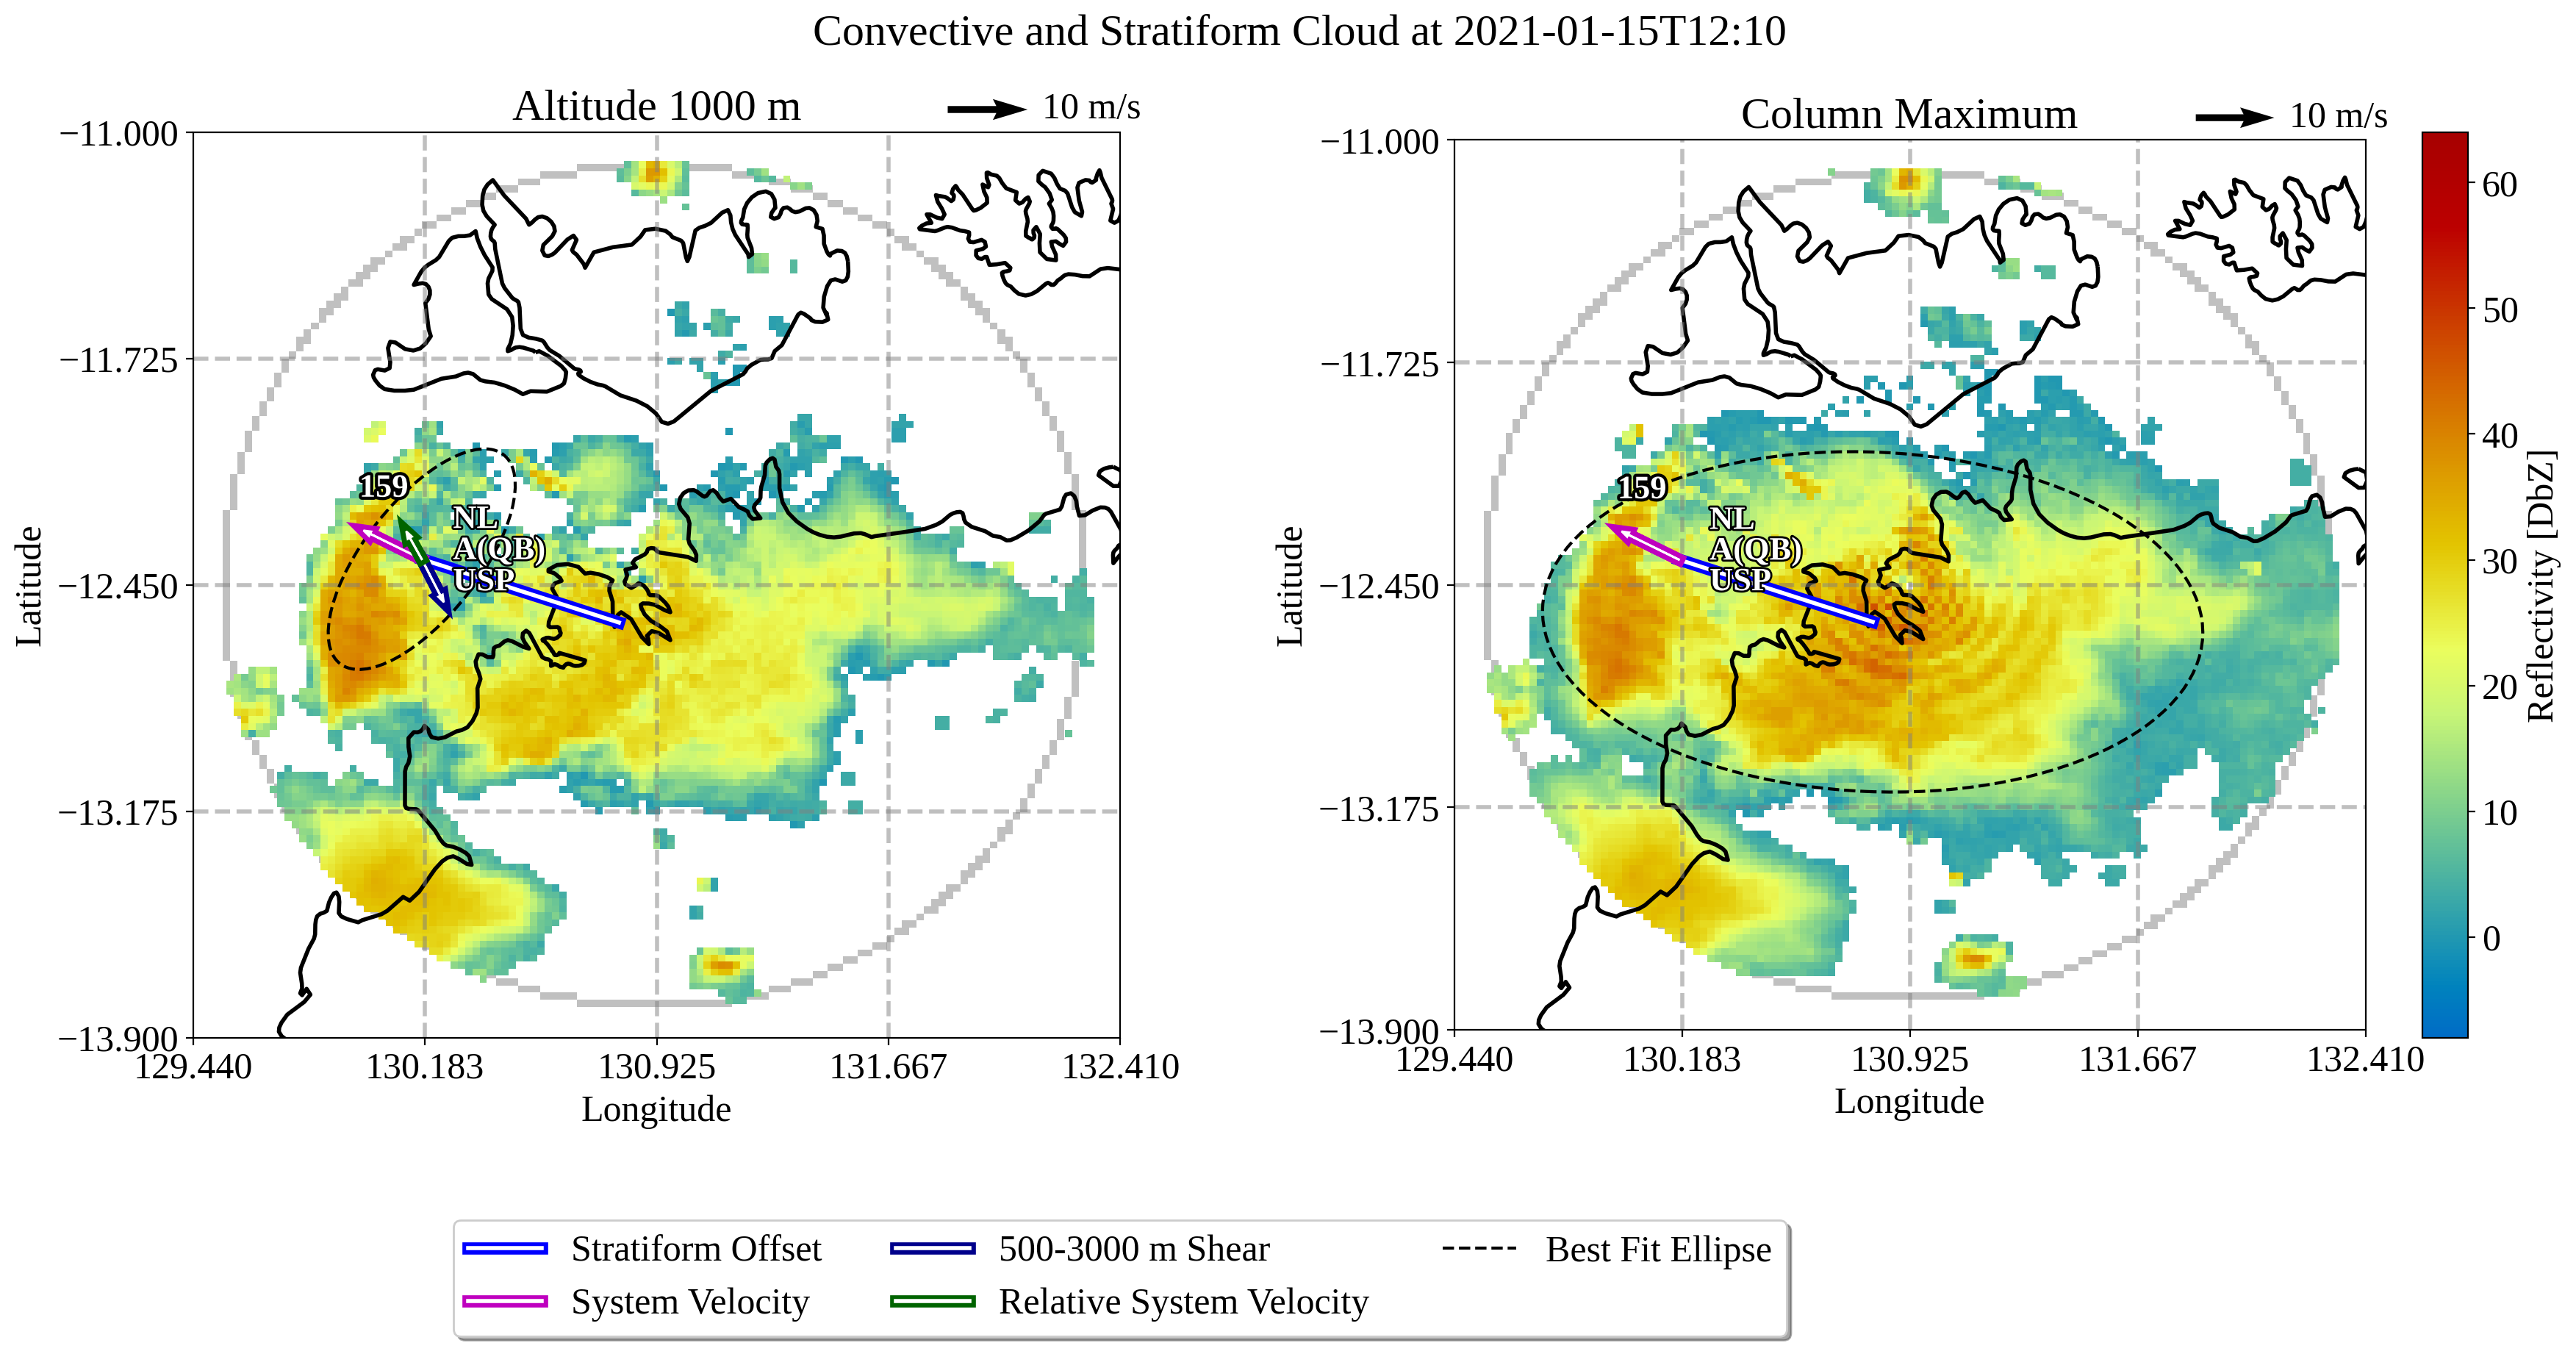 Convective and Stratiform Cloud at 2021-01-15T12:10
Altitude 1000 m
10 m/s
−11.000
−11.725
−12.450
−13.175
−13.900
Latitude
129.440
130.183
130.925
131.667
132.410
Longitude
159
NL
A(QB)
USP
Column Maximum
10 m/s
−11.000
−11.725
−12.450
−13.175
−13.900
Latitude
129.440
130.183
130.925
131.667
132.410
Longitude
159
NL
A(QB)
USP
60
50
40
30
20
10
0
Reflectivity [DbZ]
Stratiform Offset
System Velocity
500-3000 m Shear
Relative System Velocity
Best Fit Ellipse